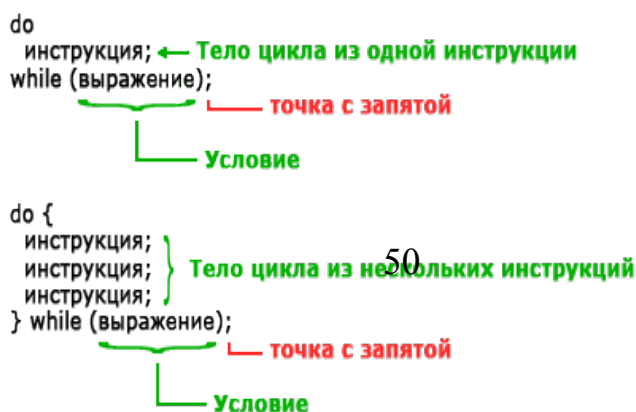 do
инструкция; Тело цикла из одной инструкции
while (выражение);
точка с запятой
Условие
do {
инструкция;
инструкция; Тело цикла из нескольких инструкций
50
инструкция;
} while (выражение);
точка с запятой
Условие